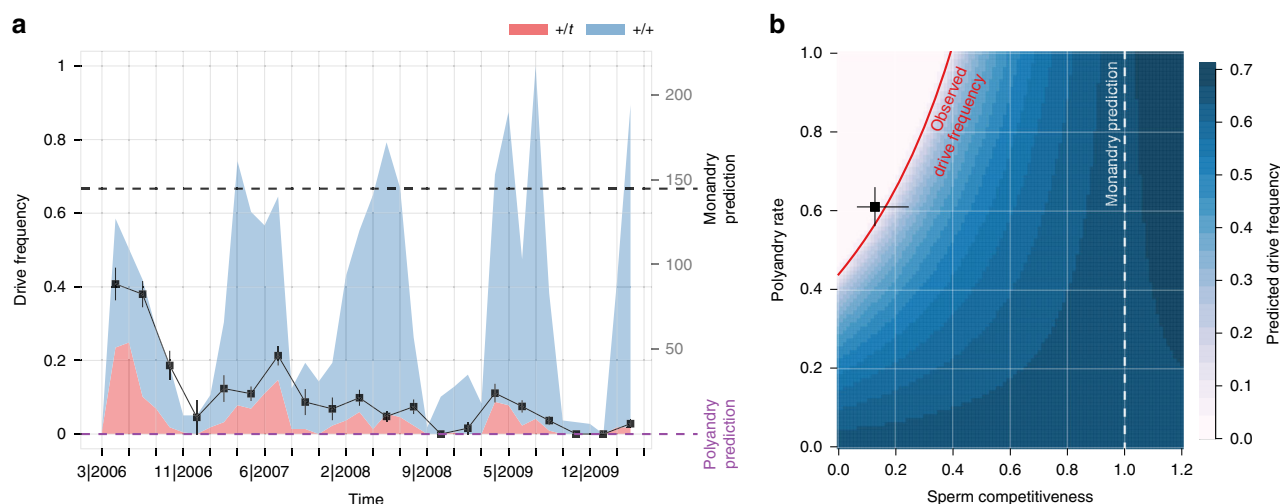 a
+/t
+/+
1
0.8
0.6
0.4
0.2
0
Drive frequency
200
150
100
50
Monandry
prediction
Polyandry
prediction
3|2006
11|2006
6|2007
2|2008
9|2008
5|2009
12|2009
Time
b
1.0
0.8
0.6
0.4
0.2
0.0
Polyandry rate
Observed
drive frequency
Monandry prediction
0.0
0.2
0.4
0.6
0.8
1.0
1.2
Sperm competitiveness
0.7
0.6
0.5
0.4
0.3
0.2
0.1
0.0
Predicted drive frequency